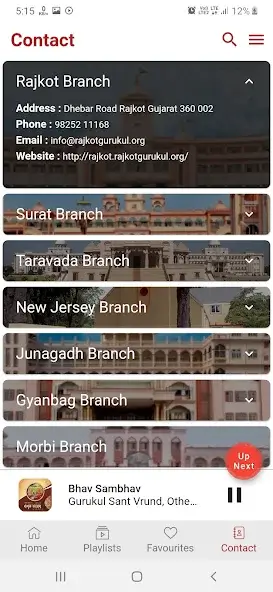 5:15
12%
Contact
Rajkot Branch
Address : Dhebar Road Rajkot Gujarat 360 002
Phone : 98252 11168
Email : info@rajkotgurukul.org
Website : http://rajkot.rajkotgurukul.org/
Surat Branch
Taravada Branch
New Jersey Branch
Junagadh Branch
Gyanbag Branch
Morbi Branch
Up
Next
Bhav Sambhav
Gurukul Sant Vrund, Othe...
Home
Playlists
Favourites
Contact